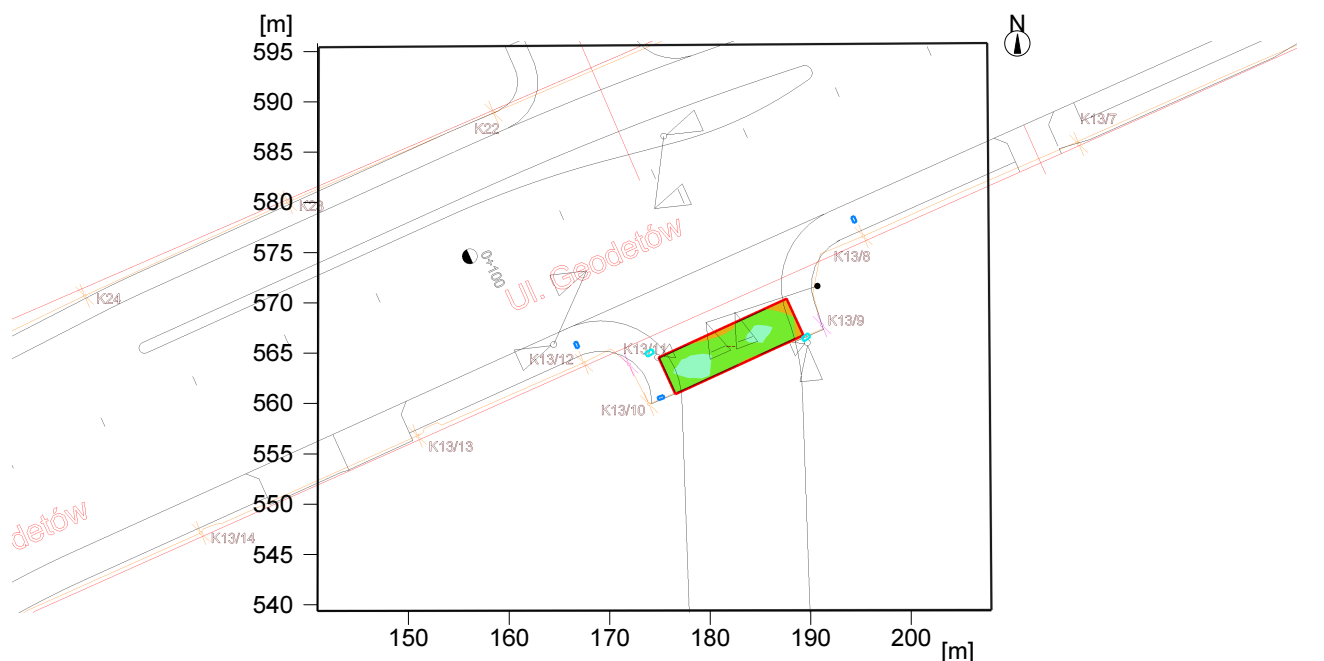 [m]
N
595
590
585
580
575
570
565
560
555
550
545
540
K22
K13/7
K23
Ul. Geodetów
0+100
K13/8
K24
K13/9
K13/11
K13/12
K13/10
K13/13
detów
K13/14
150
160
170
180
190
200
[m]